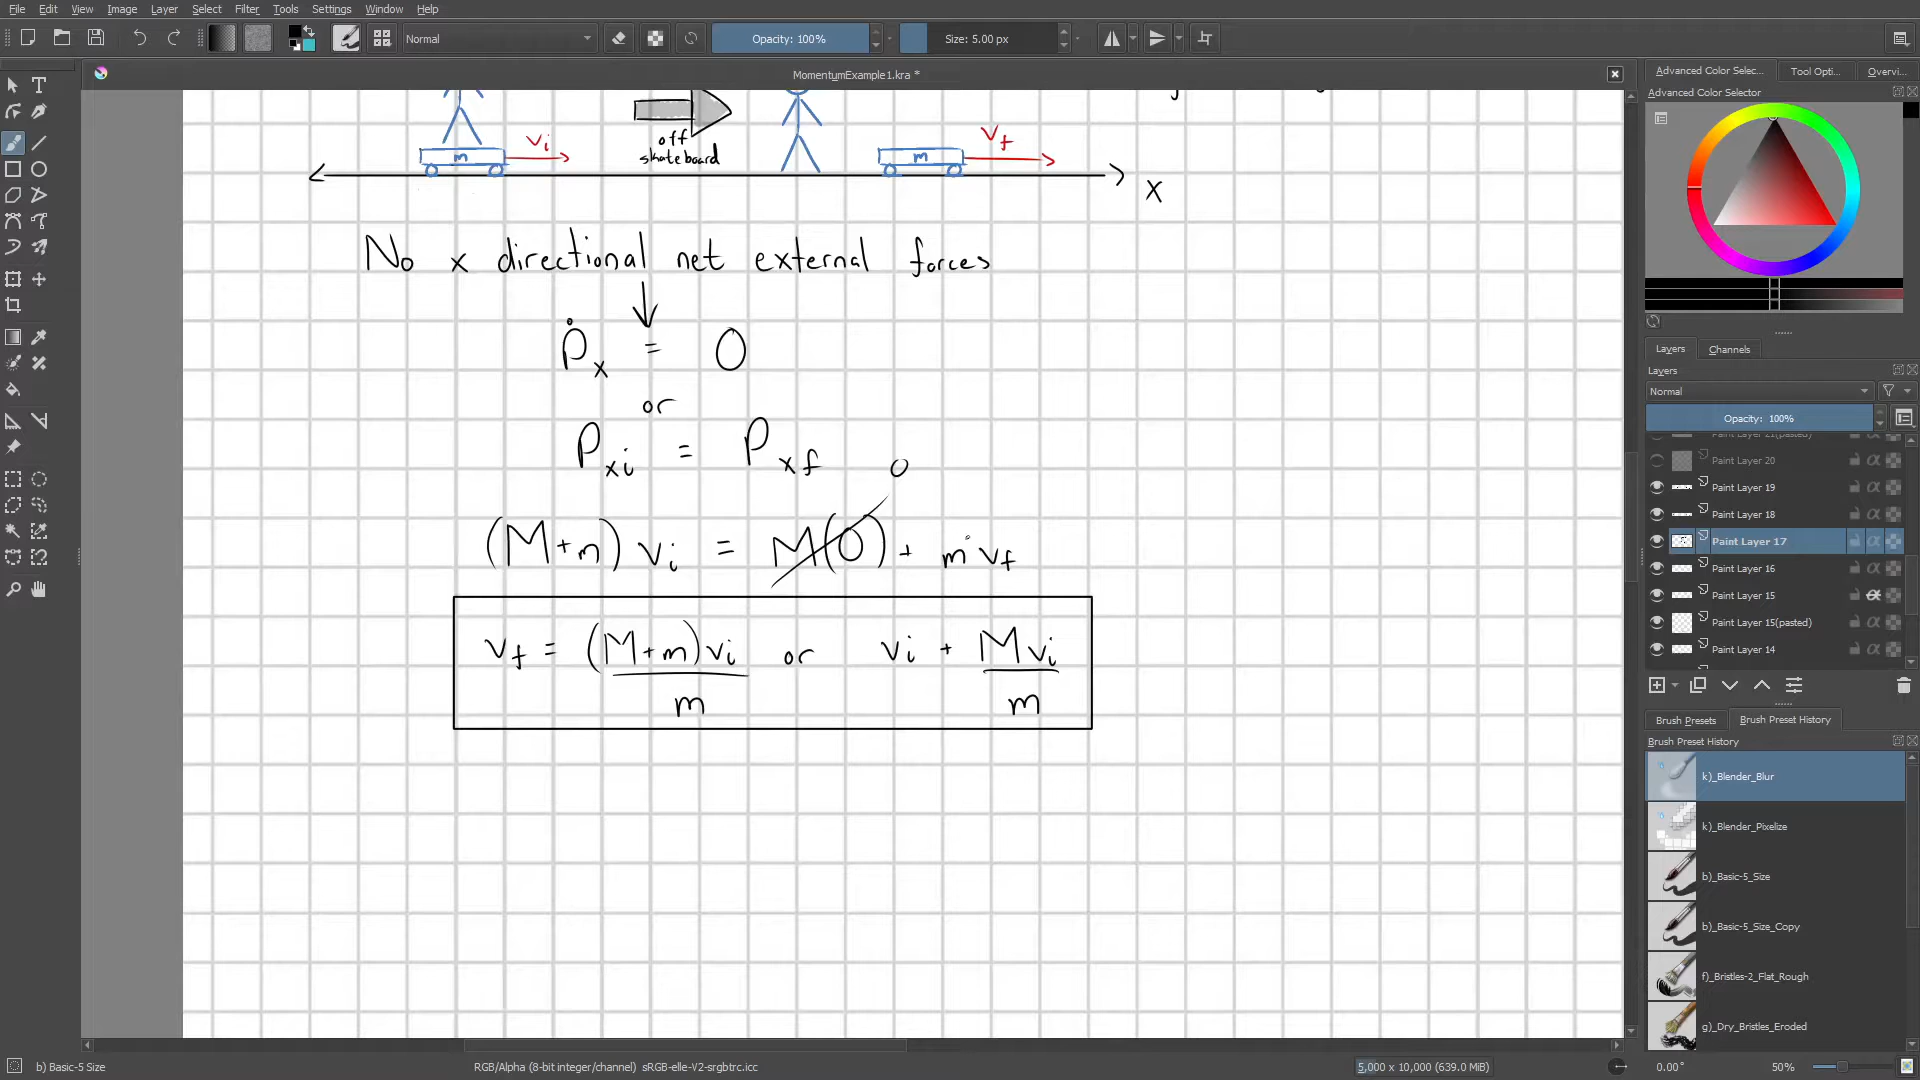 File Edit View Image Layer Select Filter Tools Settings Window Help
Normal Opacity: 100% Size: 5.00 px
MomentumExample1.kra *
Advanced Color Selec... Tool Opti... Overvi...
Advanced Color Selector
off
skateboard
m vi
m vf
x
No x directional net external forces
Ṗx = 0
or
Pxi = Pxf
0
(M+m) vi = M(0) + m vf
vf = (M+m)vi / m or vi + Mvi / m
Layers Channels
Layers
Normal
Opacity: 100%
Paint Layer 21(pasted)
Paint Layer 20
Paint Layer 19
Paint Layer 18
Paint Layer 17
Paint Layer 16
Paint Layer 15
Paint Layer 15(pasted)
Paint Layer 14
Brush Presets Brush Preset History
Brush Preset History
k)_Blender_Blur
k)_Blender_Pixelize
b)_Basic-5_Size
b)_Basic-5_Size_Copy
f)_Bristles-2_Flat_Rough
g)_Dry_Bristles_Eroded
b) Basic-5 Size RGB/Alpha (8-bit integer/channel) sRGB-elle-V2-srgbtrc.icc 5,000 x 10,000 (639.0 MiB) 0.00° 50%